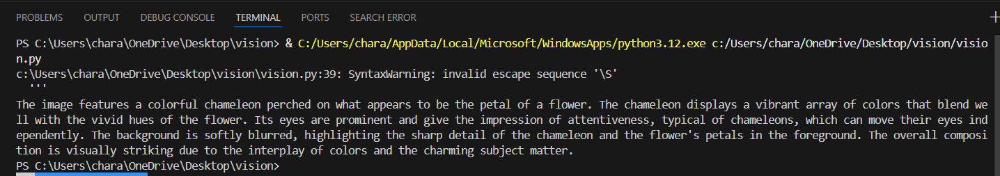 PROBLEMS OUTPUT DEBUG CONSOLE TERMINAL PORTS SEARCH ERROR
PS C:\Users\chara\OneDrive\Desktop\vision> & C:/Users/chara/AppData/Local/Microsoft/WindowsApps/python3.12.exe c:/Users/chara/OneDrive/Desktop/vision/visio
n.py
c:\Users\chara\OneDrive\Desktop\vision\vision.py:39: SyntaxWarning: invalid escape sequence '\S'
  '''
The image features a colorful chameleon perched on what appears to be the petal of a flower. The chameleon displays a vibrant array of colors that blend we
ll with the vivid hues of the flower. Its eyes are prominent and give the impression of attentiveness, typical of chameleons, which can move their eyes ind
ependently. The background is softly blurred, highlighting the sharp detail of the chameleon and the flower's petals in the foreground. The overall composi
tion is visually striking due to the interplay of colors and the charming subject matter.
PS C:\Users\chara\OneDrive\Desktop\vision>